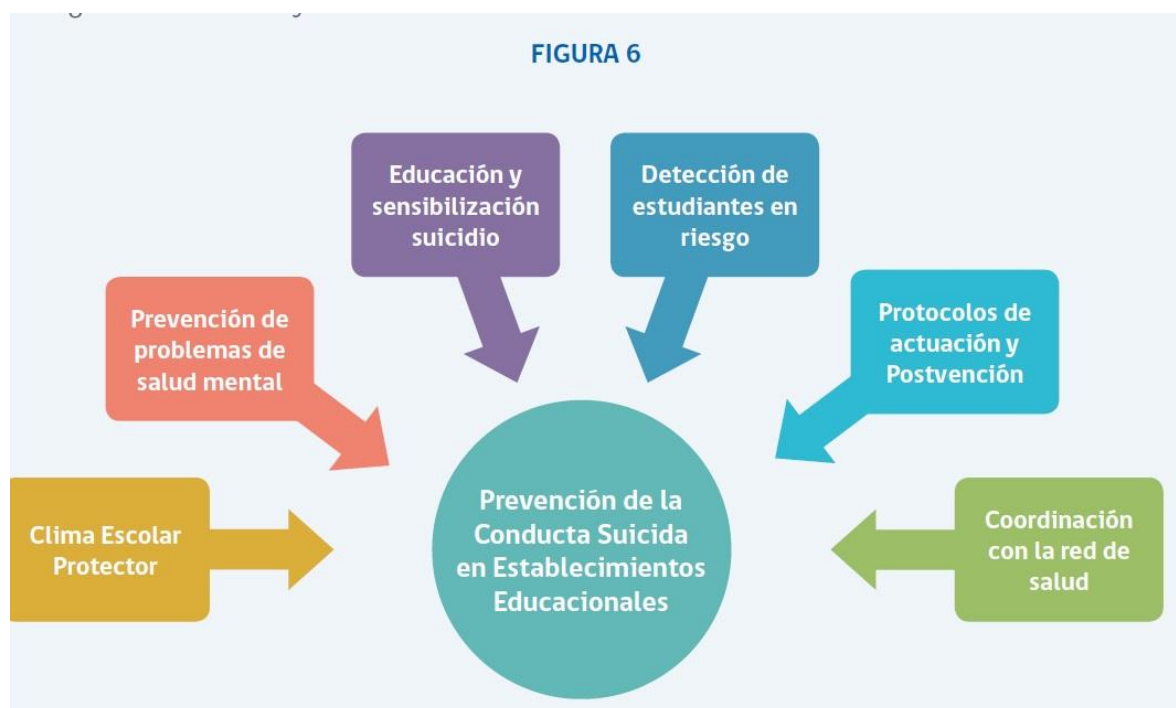 FIGURA 6
Educación y
sensibilización
suicidio
Detección de
estudiantes en
riesgo
Prevención de
problemas de
salud mental
Protocolos de
actuación y
Postvención
Clima Escolar
Protector
Prevención de la
Conducta Suicida
en Establecimientos
Educacionales
Coordinación
con la red de
salud